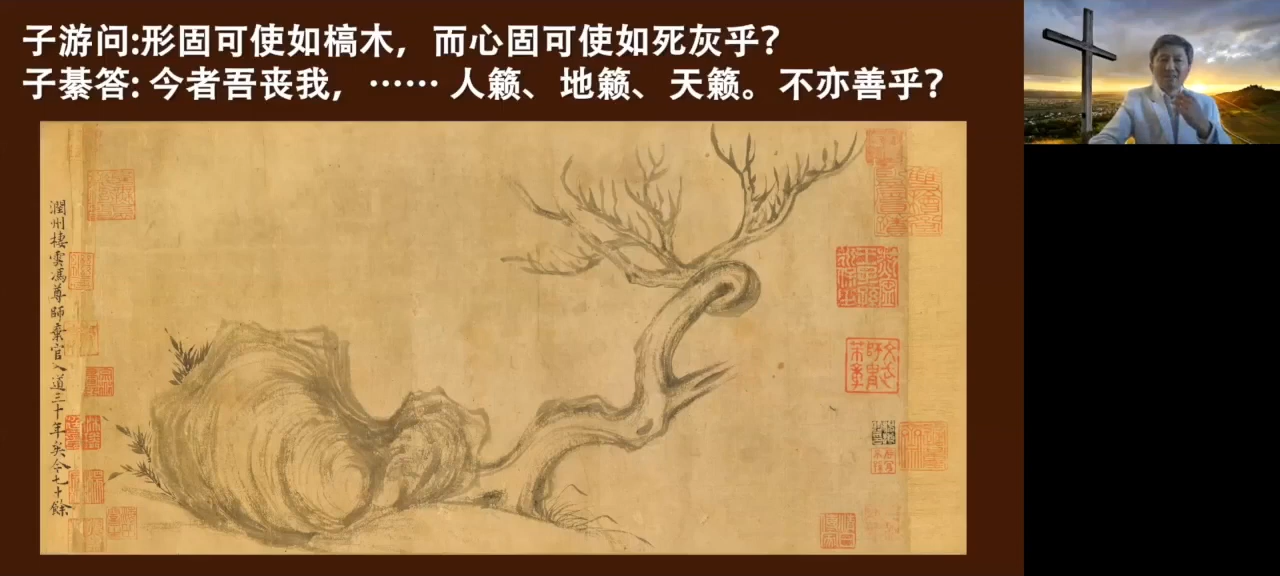 子游问:形固可使如槁木，而心固可使如死灰乎？
子綦答: 今者吾丧我，…… 人籁、地籁、天籁。不亦善乎？
潤州棲雲馮尊師棄官入道三十年矣今七十餘